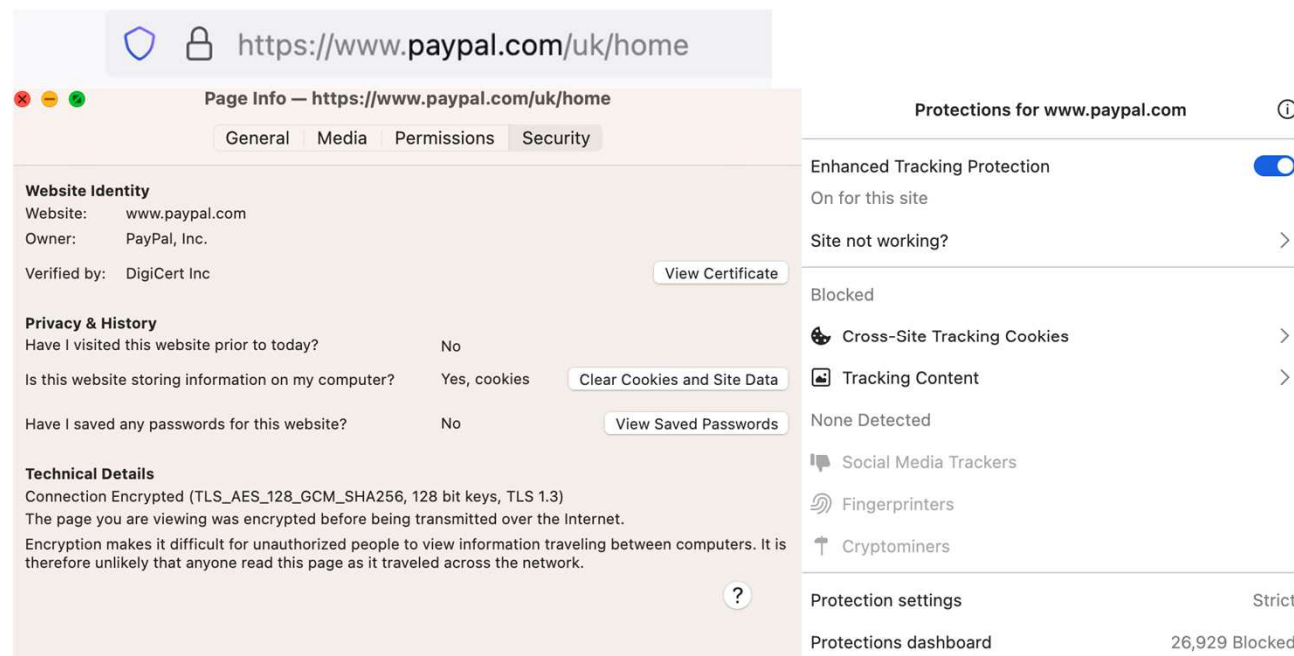 https://www.paypal.com/uk/home
Page Info — https://www.paypal.com/uk/home
General Media Permissions Security
Website Identity
Website: www.paypal.com
Owner: PayPal, Inc.
Verified by: DigiCert Inc View Certificate
Privacy & History
Have I visited this website prior to today? No
Is this website storing information on my computer? Yes, cookies Clear Cookies and Site Data
Have I saved any passwords for this website? No View Saved Passwords
Technical Details
Connection Encrypted (TLS_AES_128_GCM_SHA256, 128 bit keys, TLS 1.3)
The page you are viewing was encrypted before being transmitted over the Internet.
Encryption makes it difficult for unauthorized people to view information traveling between computers. It is
therefore unlikely that anyone read this page as it traveled across the network.
?
Protections for www.paypal.com
Enhanced Tracking Protection
On for this site
Site not working?
Blocked
Cross-Site Tracking Cookies
Tracking Content
None Detected
Social Media Trackers
Fingerprinters
Cryptominers
Protection settings Strict
Protections dashboard 26,929 Blocked